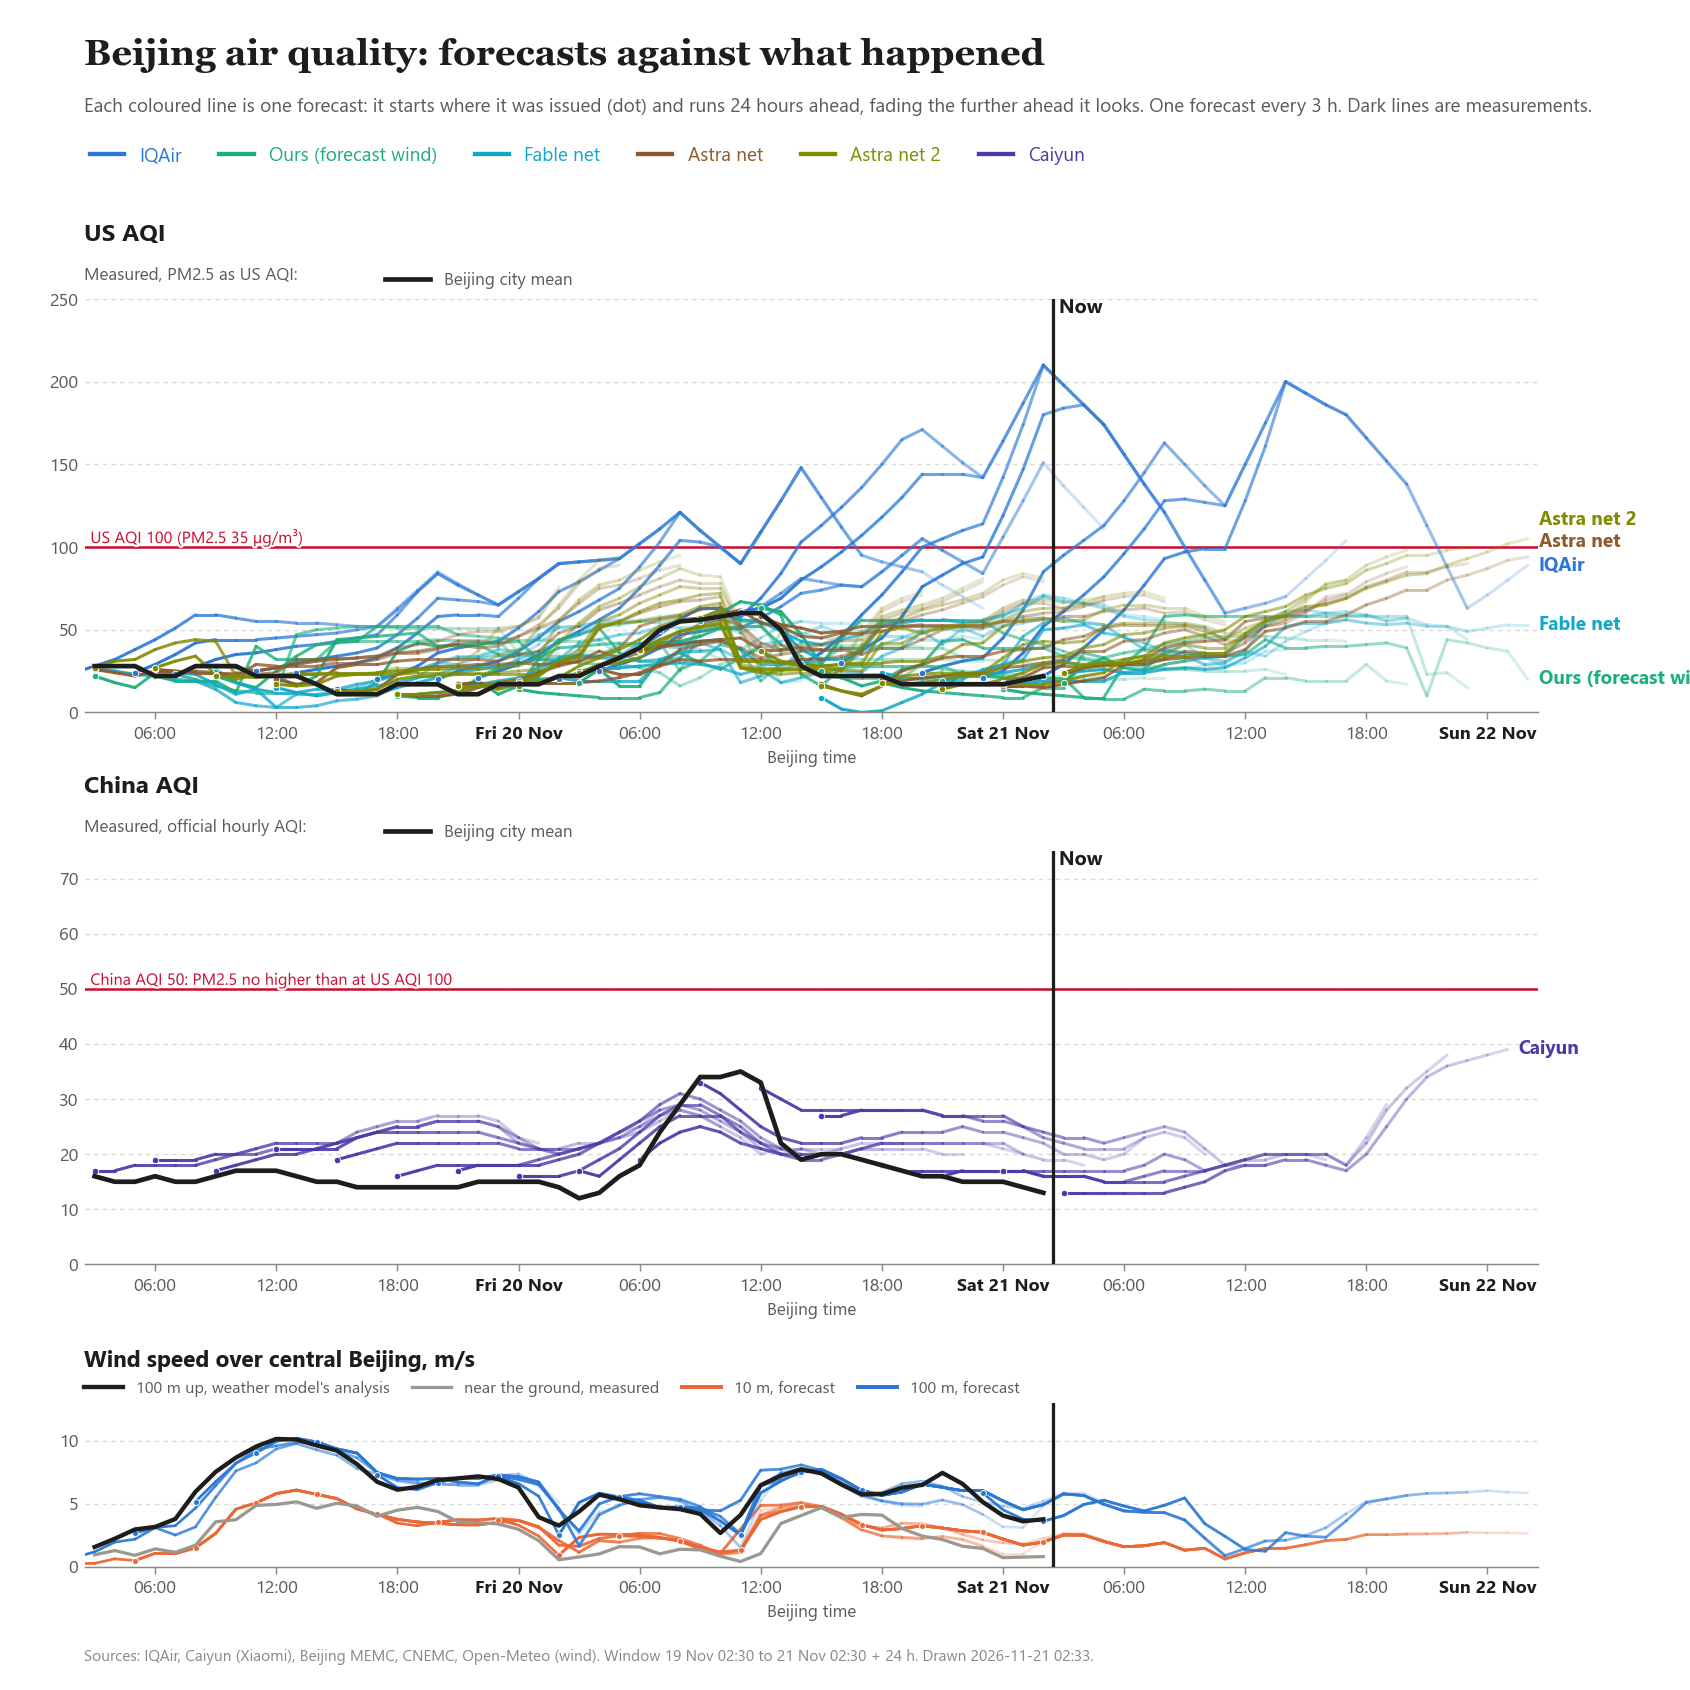 Beijing air quality: forecasts against what happened
Each coloured line is one forecast: it starts where it was issued (dot) and runs 24 hours ahead, fading the further ahead it looks. One forecast every 3 h. Dark lines are measurements.
IQAir Ours (forecast wind) Fable net Astra net Astra net 2 Caiyun
US AQI
Measured, PM2.5 as US AQI: Beijing city mean
250
Now
200
150
US AQI 100 (PM2.5 35 µg/m³)
100
Astra net 2
Astra net
IQAir
50
Fable net
Ours (forecast wi
0
06:00 12:00 18:00 Fri 20 Nov 06:00 12:00 18:00 Sat 21 Nov 06:00 12:00 18:00 Sun 22 Nov
Beijing time
China AQI
Measured, official hourly AQI: Beijing city mean
Now
70
60
China AQI 50: PM2.5 no higher than at US AQI 100
50
40
Caiyun
30
20
10
0
06:00 12:00 18:00 Fri 20 Nov 06:00 12:00 18:00 Sat 21 Nov 06:00 12:00 18:00 Sun 22 Nov
Beijing time
Wind speed over central Beijing, m/s
100 m up, weather model's analysis near the ground, measured 10 m, forecast 100 m, forecast
10
5
0
06:00 12:00 18:00 Fri 20 Nov 06:00 12:00 18:00 Sat 21 Nov 06:00 12:00 18:00 Sun 22 Nov
Beijing time
Sources: IQAir, Caiyun (Xiaomi), Beijing MEMC, CNEMC, Open-Meteo (wind). Window 19 Nov 02:30 to 21 Nov 02:30 + 24 h. Drawn 2026-11-21 02:33.